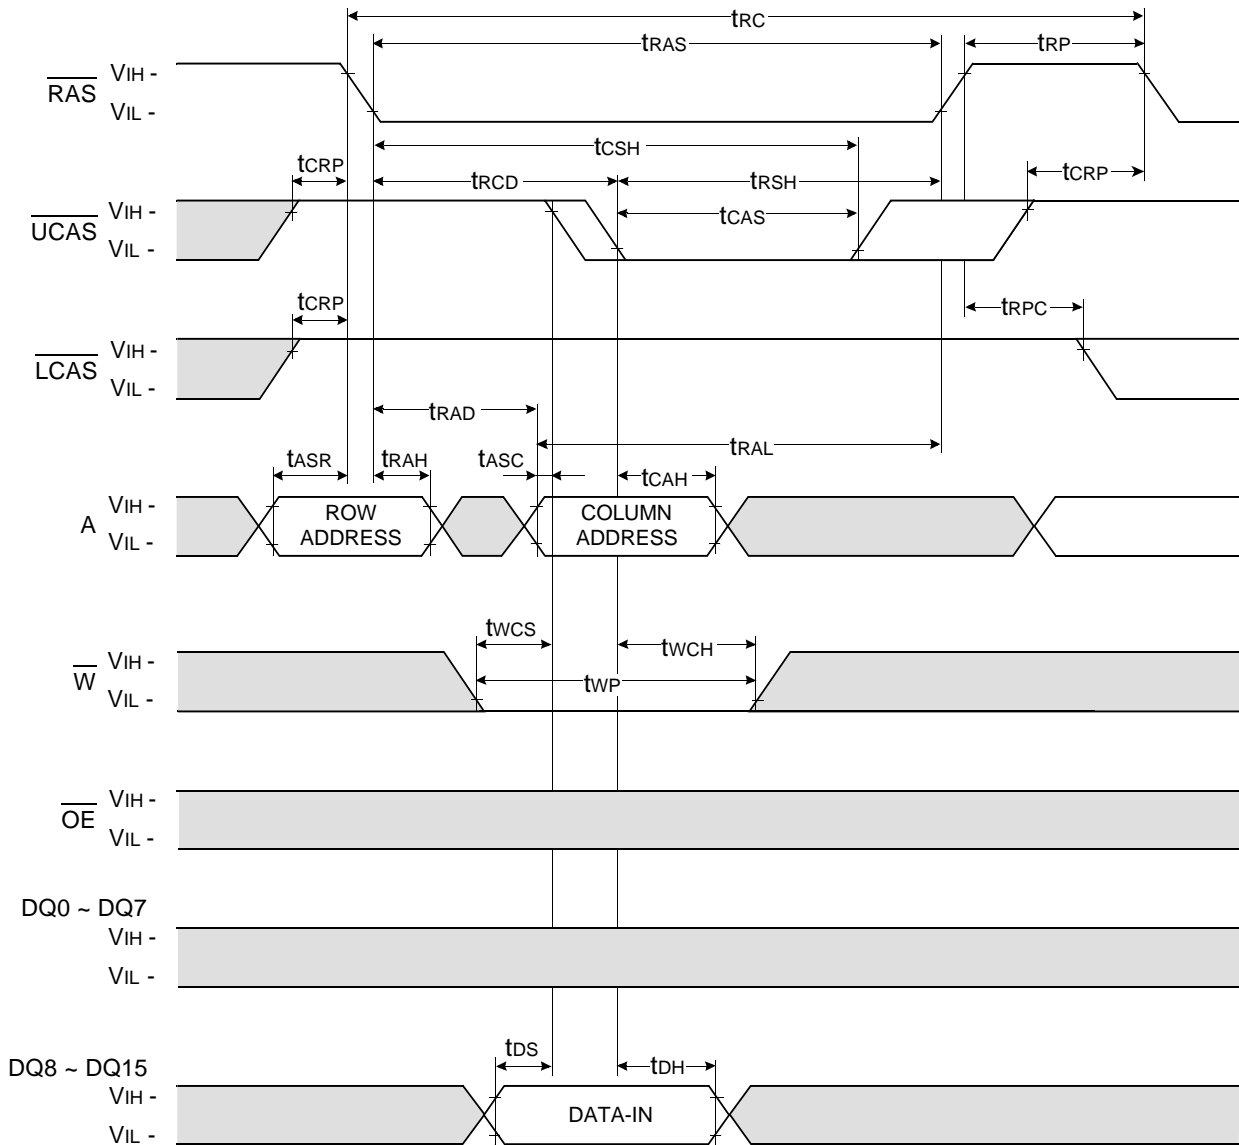 tRC
tRAS
tRP
RAS
VIH -
VIL -
tCSH
tCRP
tRCD
tRSH
tCRP
UCAS
VIH -
VIL -
tCAS
tCRP
tRPC
LCAS
VIH -
VIL -
tRAD
tRAL
tASR
tRAH
tASC
tCAH
A
VIH -
VIL -
ROW
ADDRESS
COLUMN
ADDRESS
tWCS
tWCH
W
VIH -
VIL -
tWP
OE
VIH -
VIL -
DQ0 ~ DQ7
VIH -
VIL -
tDS
tDH
DQ8 ~ DQ15
VIH -
VIL -
DATA-IN